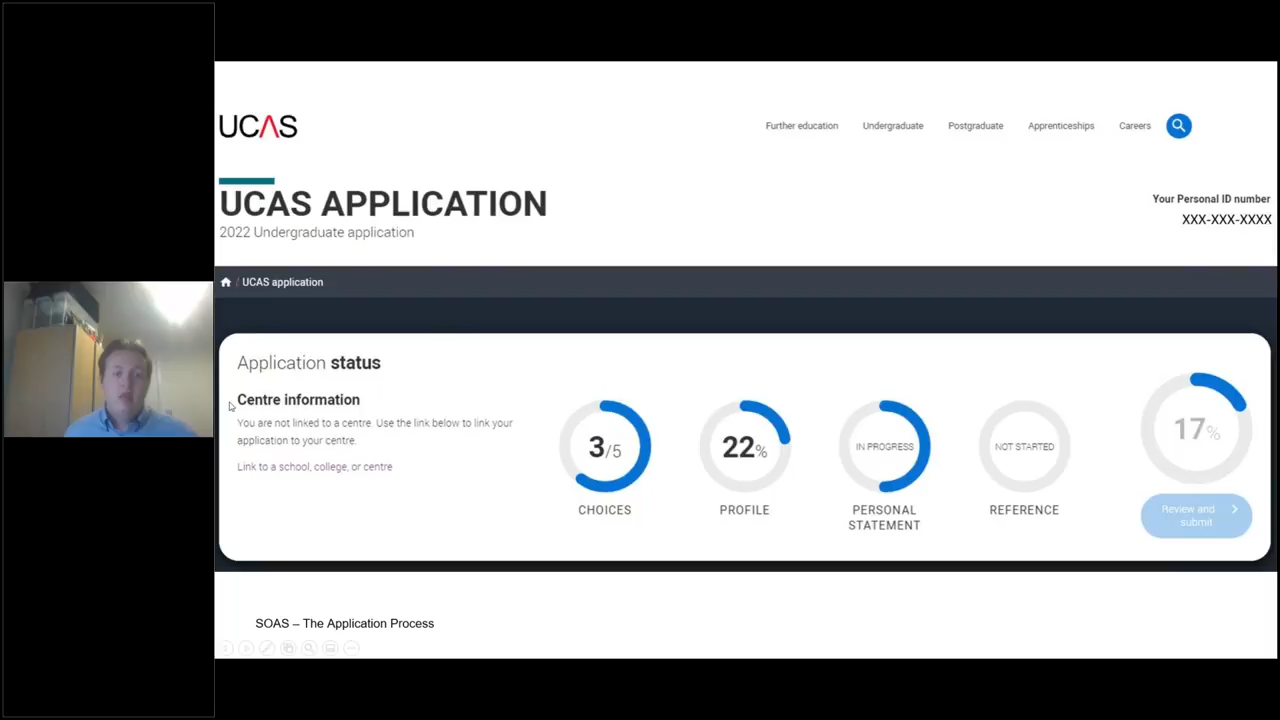 UCAS
Further education Undergraduate Postgraduate Apprenticeships Careers
UCAS APPLICATION
2022 Undergraduate application
Your Personal ID number
XXX-XXX-XXXX
/ UCAS application
Application status
Centre information
You are not linked to a centre. Use the link below to link your
application to your centre.
Link to a school, college, or centre
3/5
CHOICES
22%
PROFILE
IN PROGRESS
PERSONAL
STATEMENT
NOT STARTED
REFERENCE
17%
Review and
submit
SOAS – The Application Process